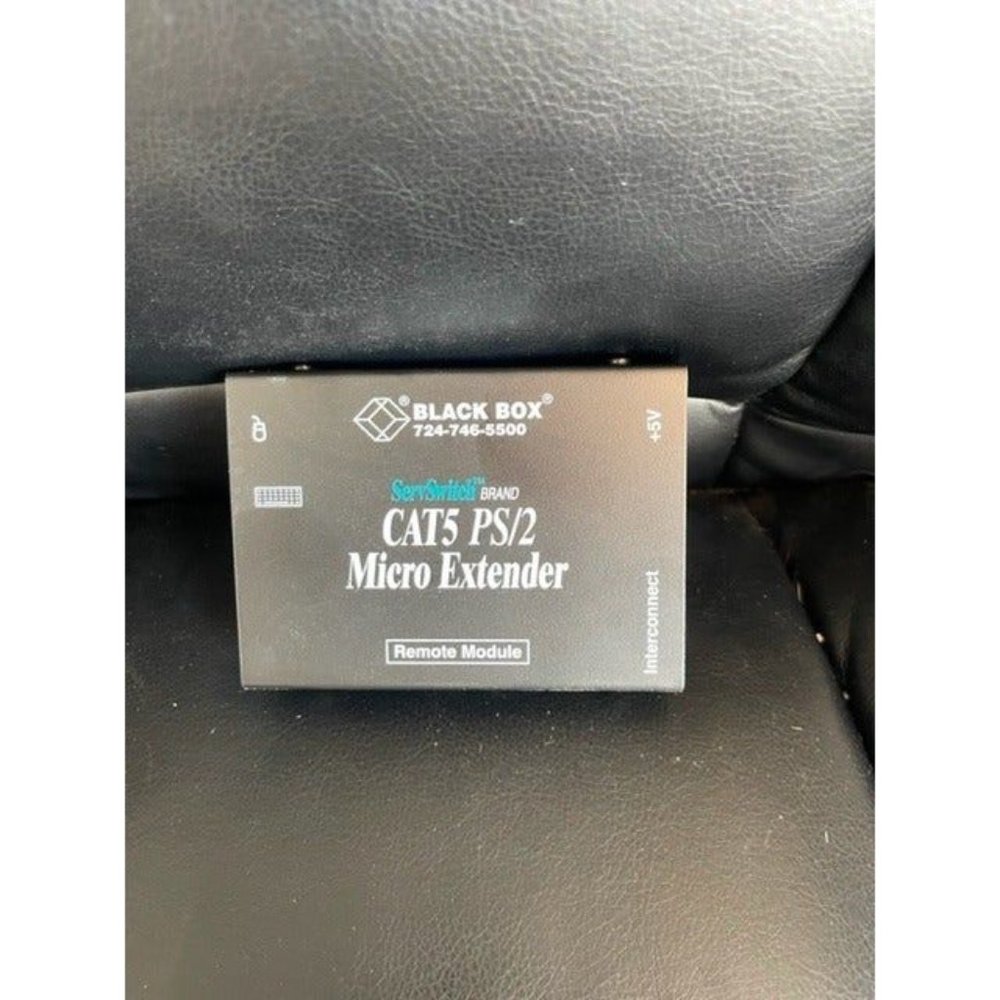 ® BLACK BOX®
724-746-5500
+5V
ServSwitch™ BRAND
CAT5 PS/2
Micro Extender
Interconnect
Remote Module